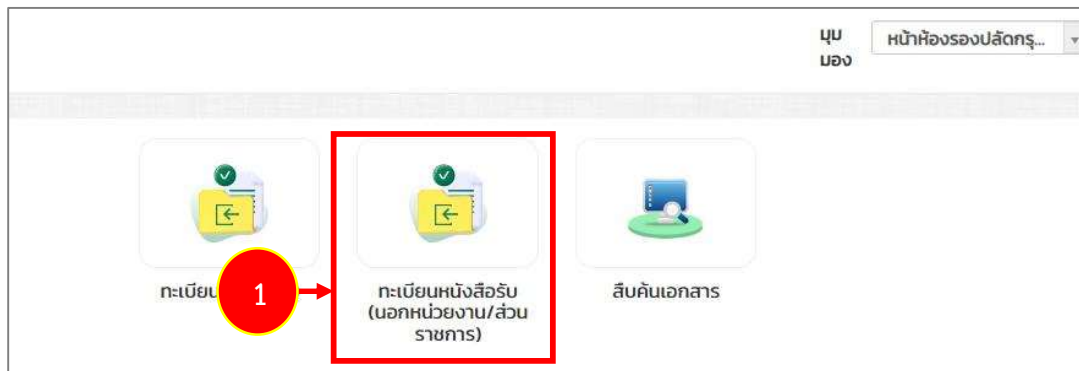 มุม
มอง
หน้าห้องรองปลัดกรุ...
ทะเบียน
1
ทะเบียนหนังสือรับ
(นอกหน่วยงาน/ส่วน
ราชการ)
สืบค้นเอกสาร